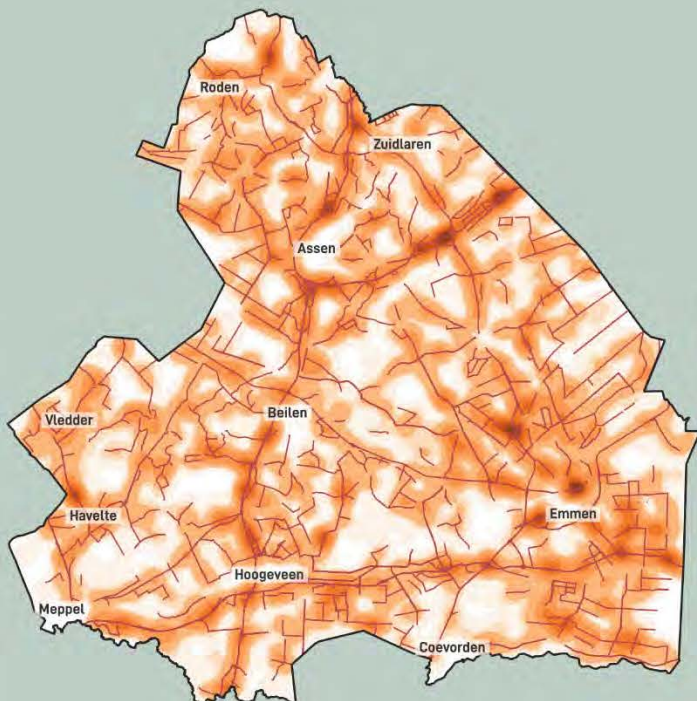 Roden
Zuidlaren
Assen
Beilen
Vledder
Havelte
Emmen
Hoogeveen
Meppel
Coevorden